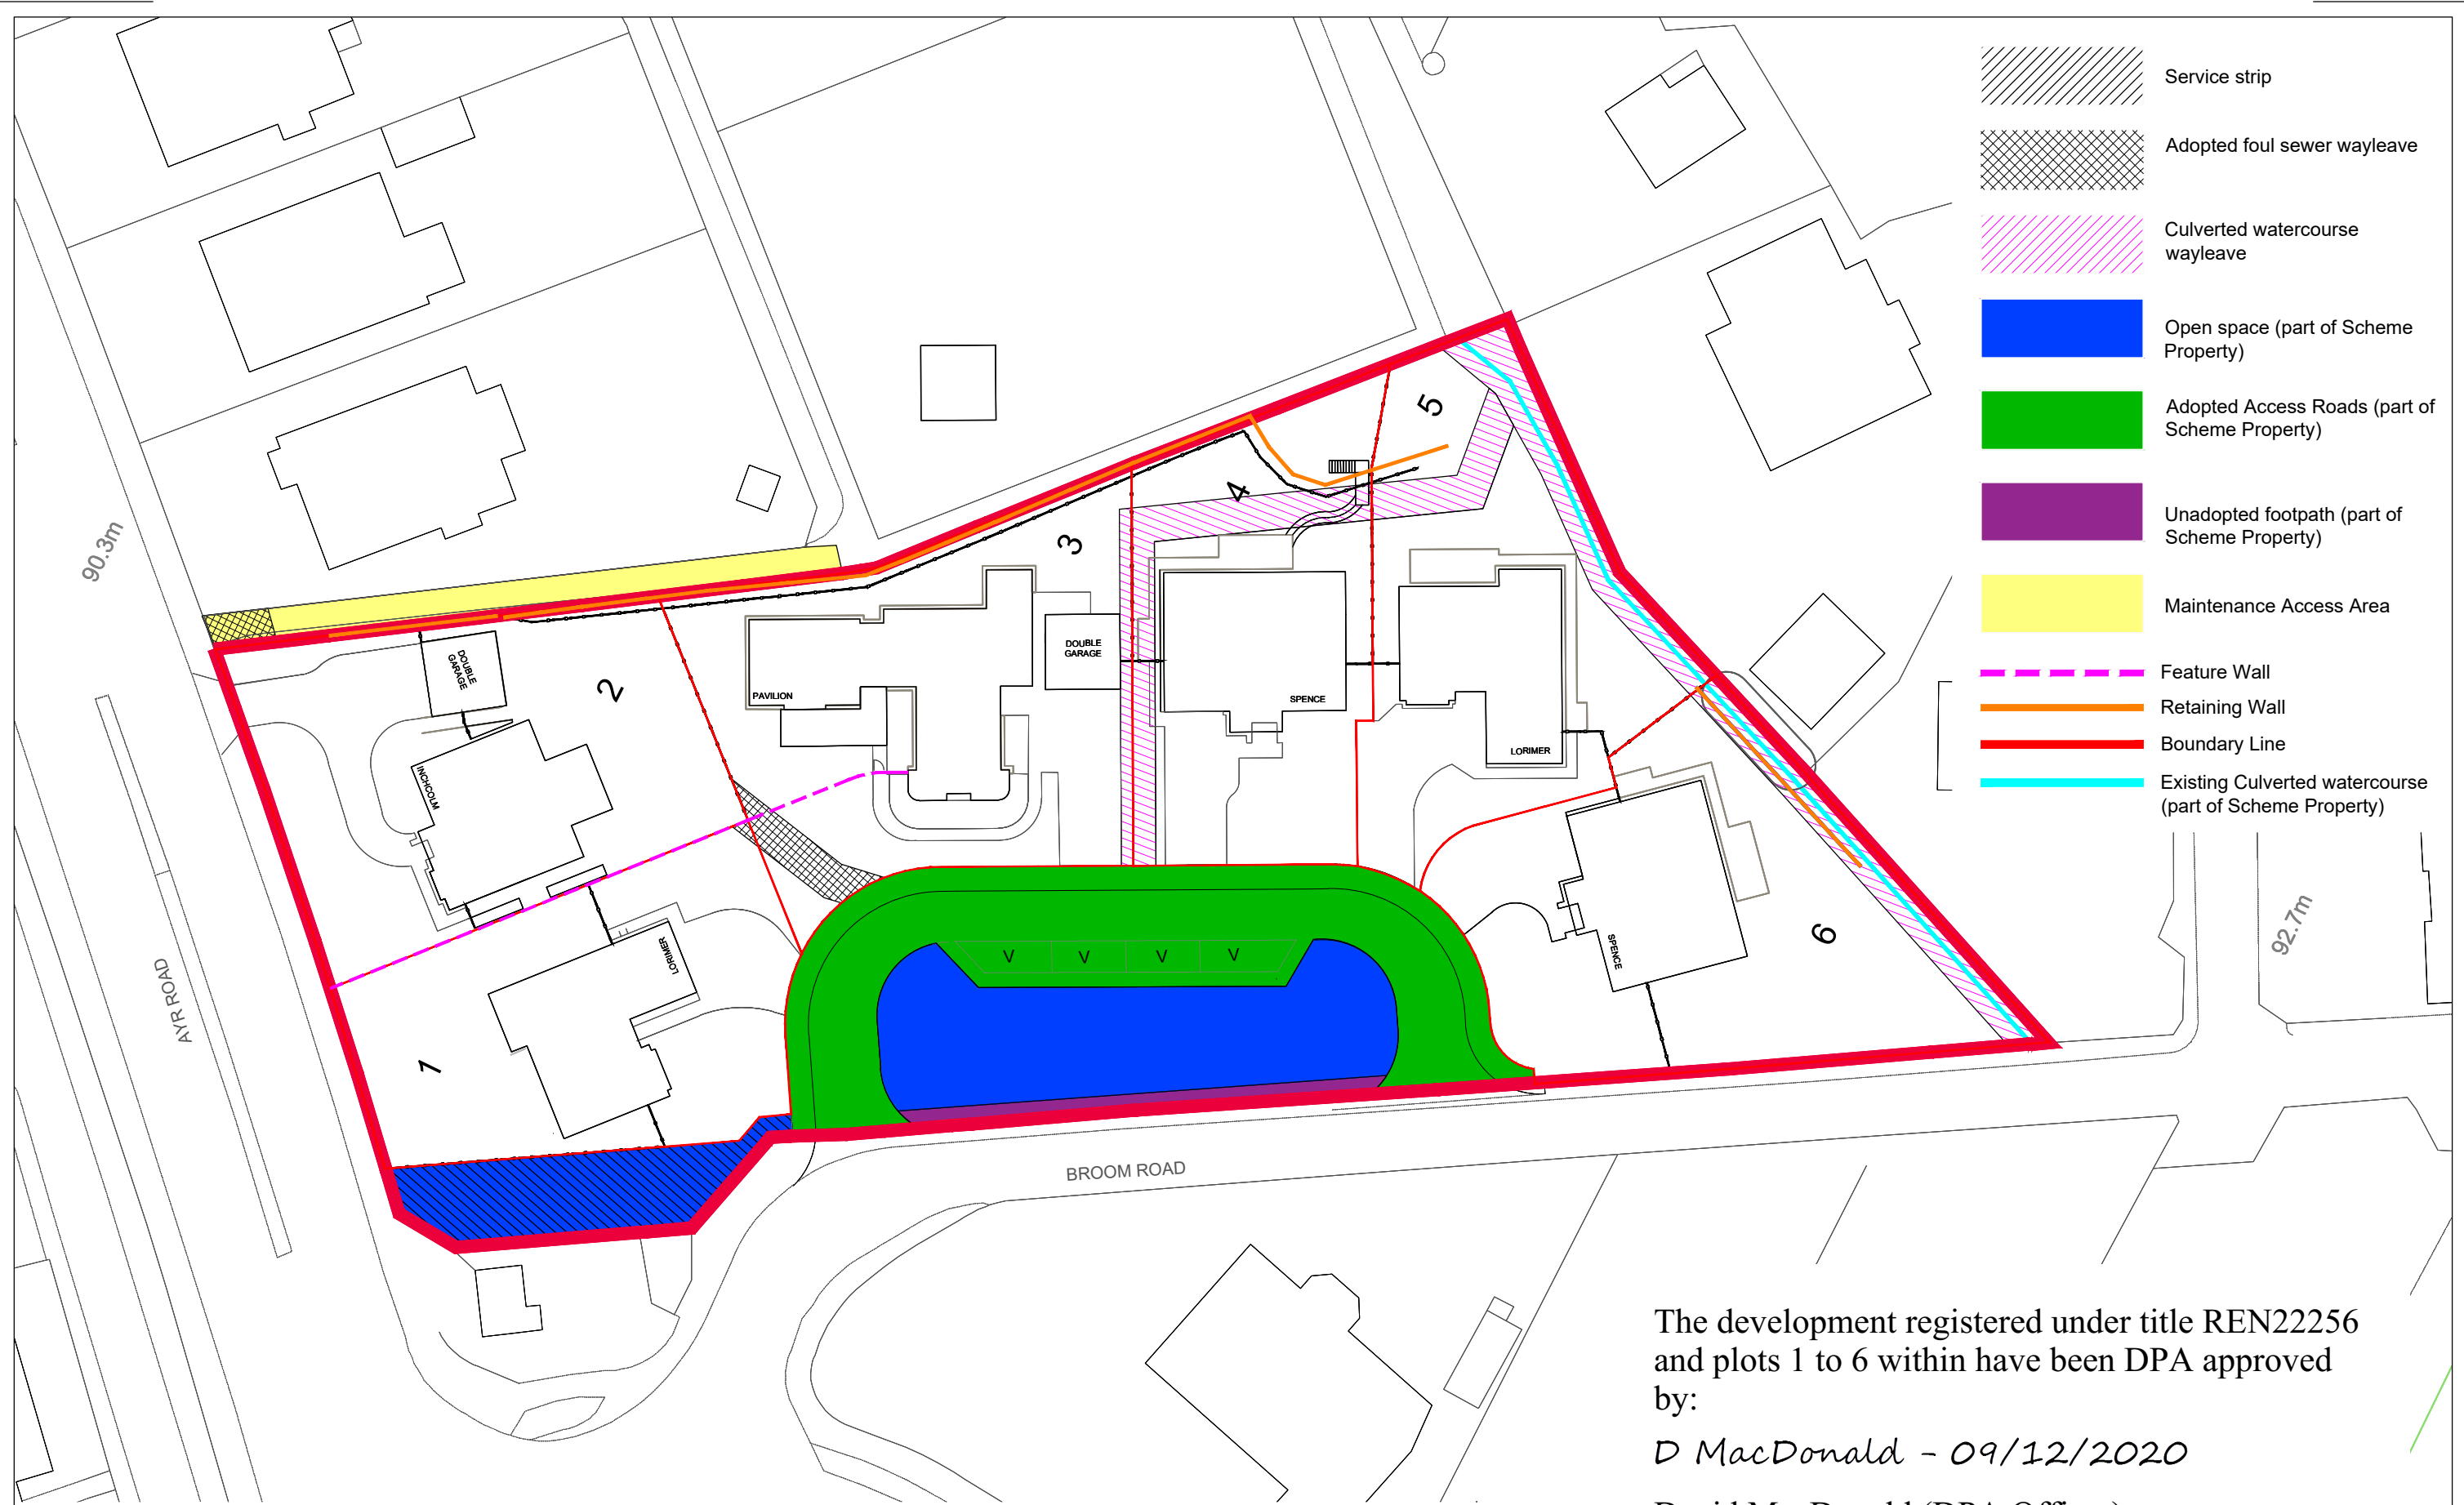 Service strip
Adopted foul sewer wayleave
Culverted watercourse
wayleave
Open space (part of Scheme
Property)
Adopted Access Roads (part of
Scheme Property)
Unadopted footpath (part of
Scheme Property)
Maintenance Access Area
Feature Wall
Retaining Wall
Boundary Line
Existing Culverted watercourse
(part of Scheme Property)
90.3m
5
4
3
2
DOUBLE
GARAGE
DOUBLE
GARAGE
PAVILION
SPENCE
LORIMER
INCHCOLM
LORIMER
SPENCE
6
92.7m
V V V V
AYR ROAD
1
BROOM ROAD
The development registered under title REN22256
and plots 1 to 6 within have been DPA approved
by:
D MacDonald - 09/12/2020